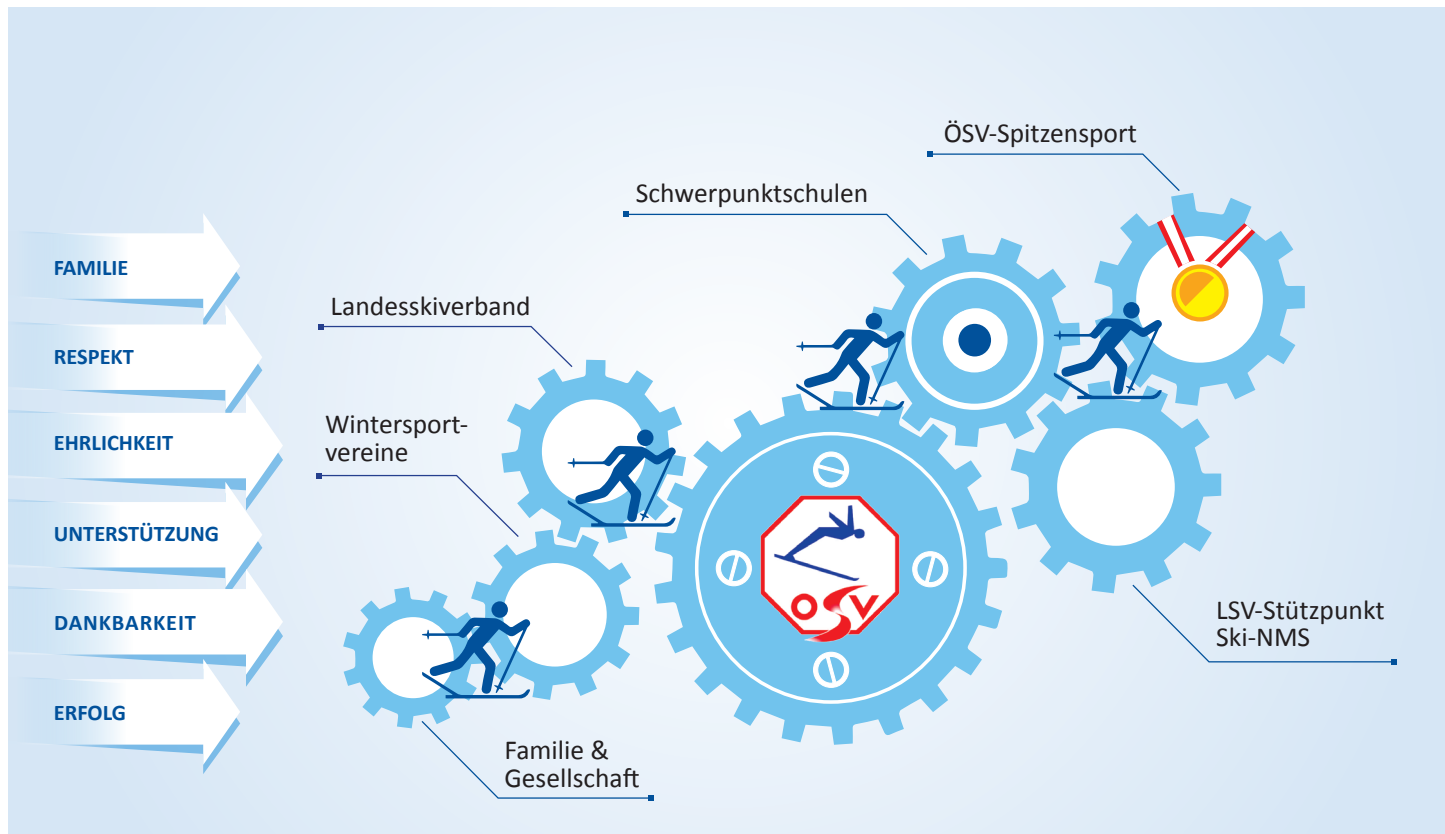 FAMILIE
RESPEKT
EHRLICHKEIT
UNTERSTÜTZUNG
DANKBARKEIT
ERFOLG
ÖSV-Spitzensport
Schwerpunktschulen
Landesskiverband
Wintersport-
vereine
ÖSV
LSV-Stützpunkt
Ski-NMS
Familie &
Gesellschaft